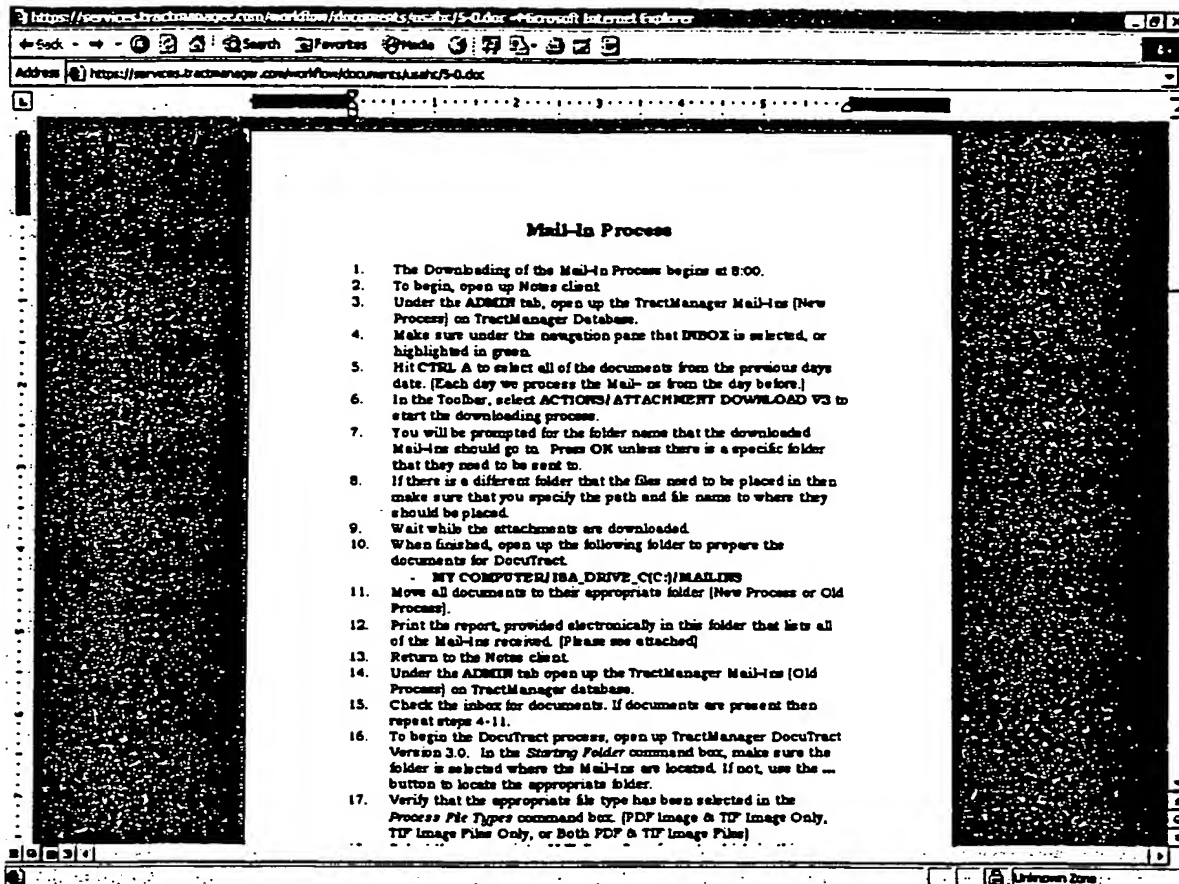 https://services.tractmanager.com/workflow/documents/usahc/5-0.doc - Microsoft Internet Explorer
Back Search Favorites Media
Address https://services.tractmanager.com/workflow/documents/usahc/5-0.doc
Mail-In Process
1. The Downloading of the Mail-In Process begins at 8:00.
2. To begin, open up Notes client
3. Under the ADMIN tab, open up the TractManager Mail-Ins [New
Process] on TractManager Database.
4. Make sure under the navigation pane that INBOX is selected, or
highlighted in green.
5. Hit CTRL A to select all of the documents from the previous days
date. [Each day we process the Mail- ns from the day before.]
6. In the Toolbar, select ACTIONS/ATTACHMENT DOWNLOAD V3 to
start the downloading process.
7. You will be prompted for the folder name that the downloaded
Mail-Ins should go to. Press OK unless there is a specific folder
that they need to be sent to.
8. If there is a different folder that the files need to be placed in then
make sure that you specify the path and file name to where they
should be placed.
9. Wait while the attachments are downloaded.
10. When finished, open up the following folder to prepare the
documents for DocuTract.
- MY COMPUTER/ISA_DRIVE_C(C:)/MAILINS
11. Move all documents to their appropriate folder [New Process or Old
Process].
12. Print the report, provided electronically in this folder that lists all
of the Mail-Ins received. [Please see attached]
13. Return to the Notes client.
14. Under the ADMIN tab open up the TractManager Mail-Ins [Old
Process] on TractManager database.
15. Check the inbox for documents. If documents are present then
repeat steps 4-11.
16. To begin the DocuTract process, open up TractManager DocuTract
Version 3.0. In the Starting Folder command box, make sure the
folder is selected where the Mail-Ins are located. If not, use the ...
button to locate the appropriate folder.
17. Verify that the appropriate file type has been selected in the
Process File Types command box. [PDF Image & TIF Image Only,
TIF Image Files Only, or Both PDF & TIF Image Files]
Unknown Zone